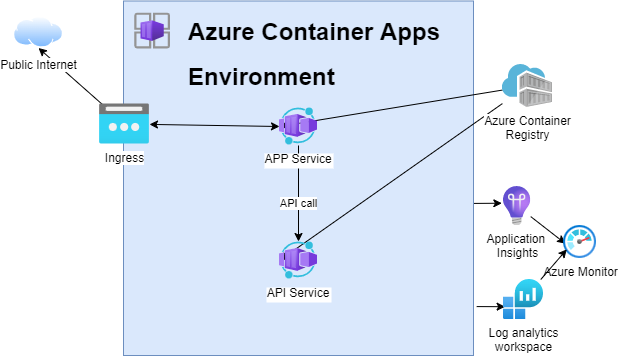 Azure Container Apps
Environment
Public Internet
Ingress
APP Service
Azure Container
Registry
API call
API Service
Application
Insights
Azure Monitor
Log analytics
workspace